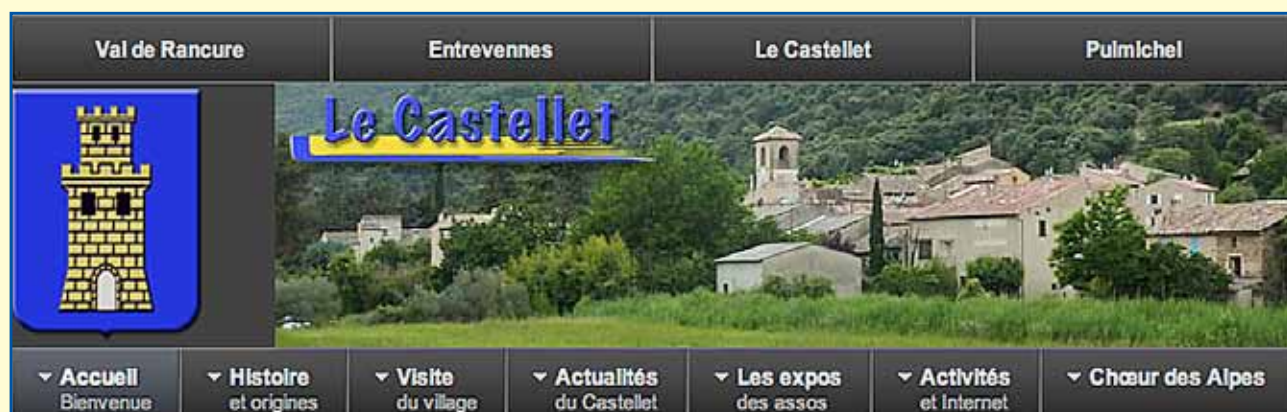 Val de Rancure
Entrevennes
Le Castellet
Puimichel
Le Castellet
Accueil
Bienvenue
Histoire
et origines
Visite
du village
Actualités
du Castellet
Les expos
des assos
Activités
et Internet
Chœur des Alpes